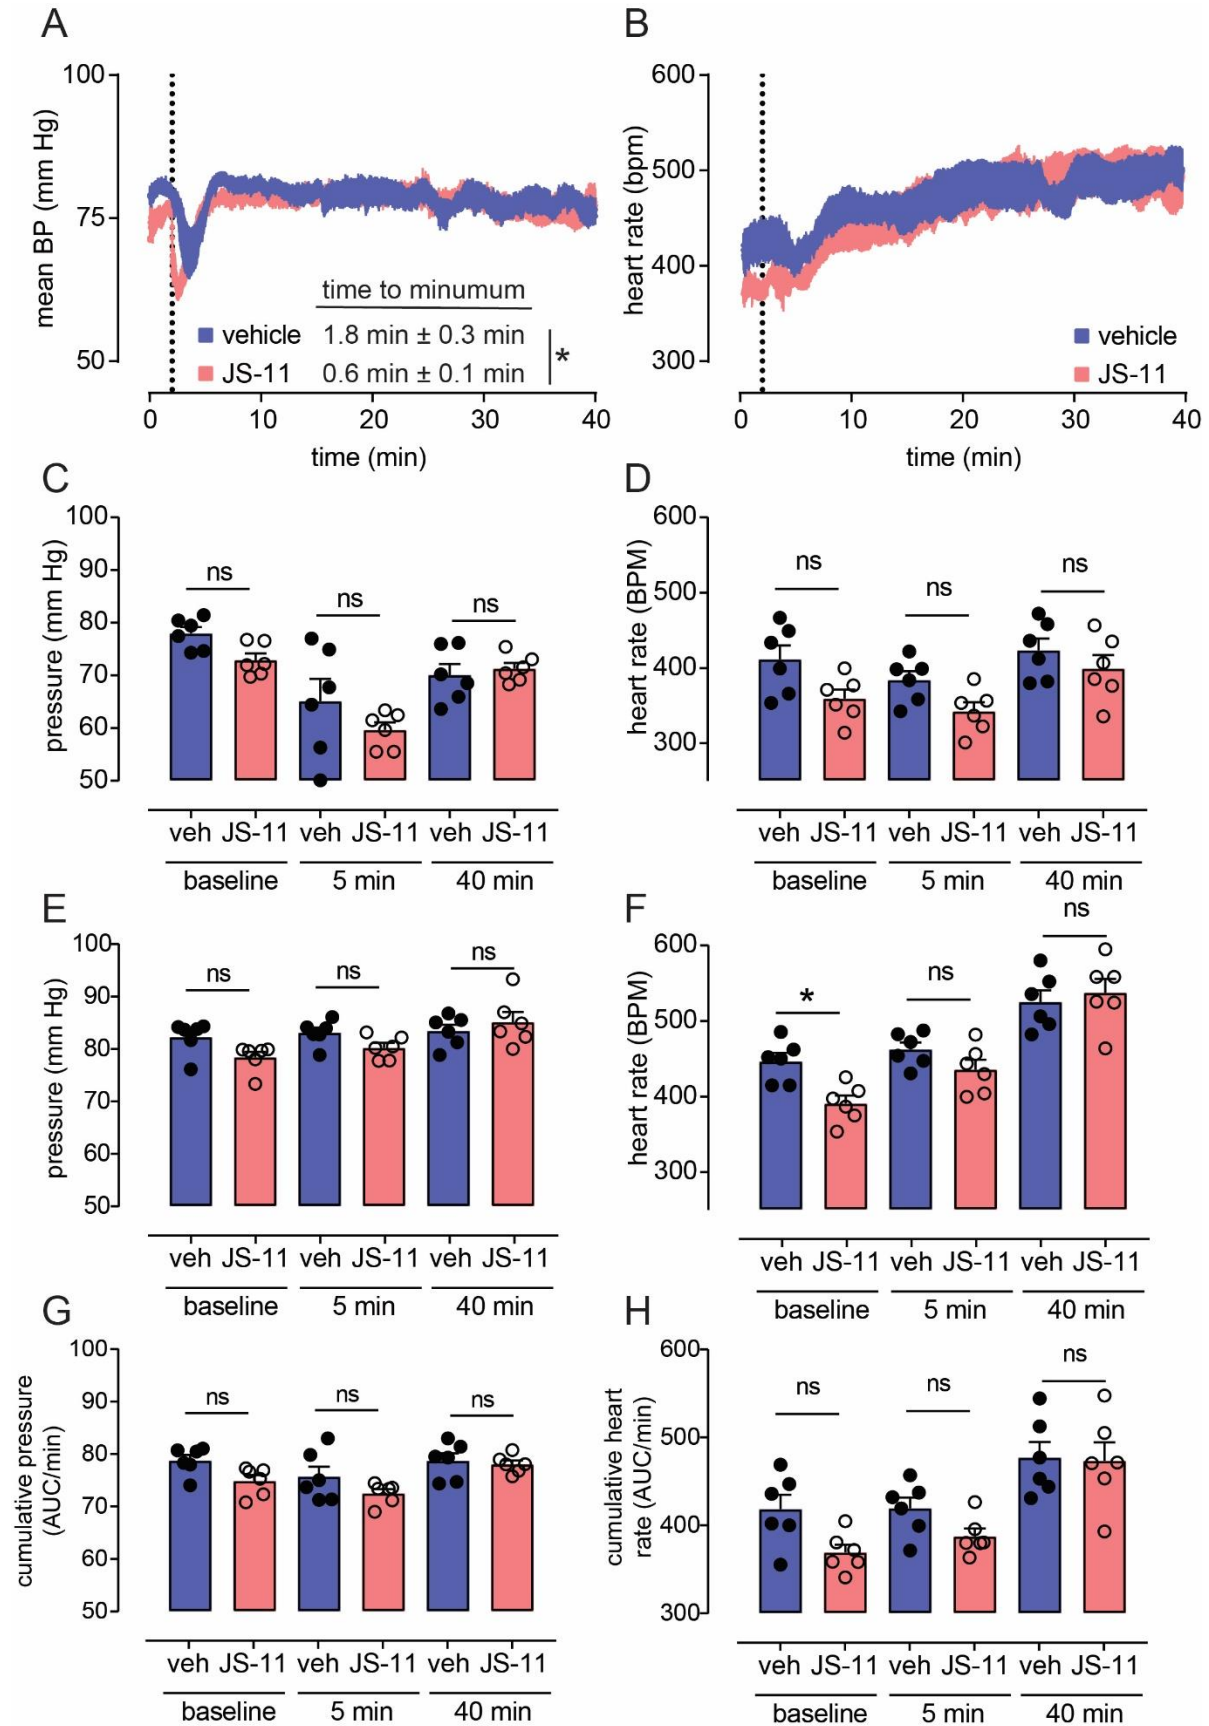 A
100
75
50
mean BP (mm Hg)
time to minumum
vehicle 1.8 min ± 0.3 min
JS-11 0.6 min ± 0.1 min
*
0 10 20 30 40
time (min)
B
600
500
400
300
heart rate (bpm)
vehicle
JS-11
0 10 20 30 40
time (min)
C
100
90
80
70
60
50
pressure (mm Hg)
ns ns ns
veh JS-11 veh JS-11 veh JS-11
baseline 5 min 40 min
D
600
500
400
300
heart rate (BPM)
ns ns ns
veh JS-11 veh JS-11 veh JS-11
baseline 5 min 40 min
E
100
90
80
70
60
50
pressure (mm Hg)
ns ns ns
veh JS-11 veh JS-11 veh JS-11
baseline 5 min 40 min
F
600
500
400
300
heart rate (BPM)
* ns ns
veh JS-11 veh JS-11 veh JS-11
baseline 5 min 40 min
G
100
90
80
70
60
50
cumulative pressure
(AUC/min)
ns ns ns
veh JS-11 veh JS-11 veh JS-11
baseline 5 min 40 min
H
600
500
400
300
cumulative heart
rate (AUC/min)
ns ns ns
veh JS-11 veh JS-11 veh JS-11
baseline 5 min 40 min